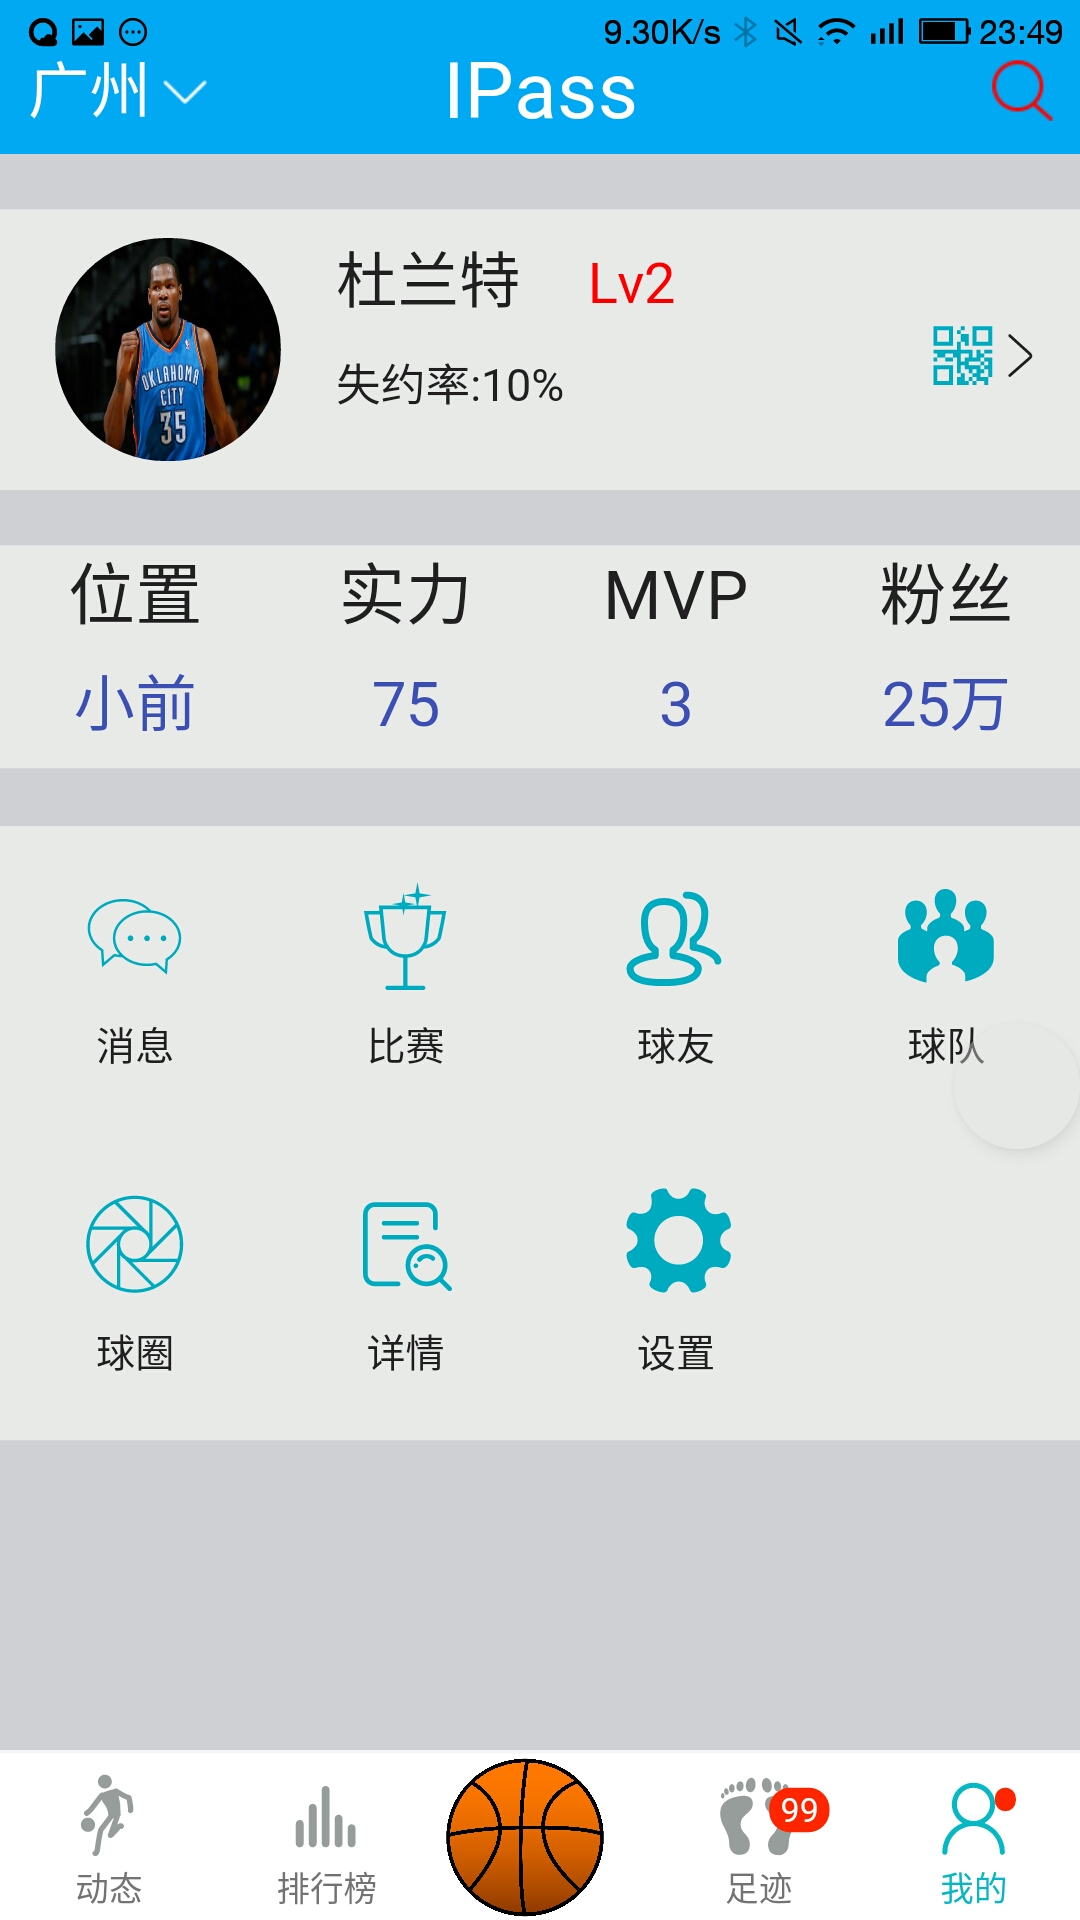 9.30K/s 23:49
广州 IPass
杜兰特 Lv2
失约率:10%
OKLAHOMA
CITY
35
位置 实力 MVP 粉丝
小前 75 3 25万
消息 比赛 球友 球队
球圈 详情 设置
99
动态 排行榜 足迹 我的